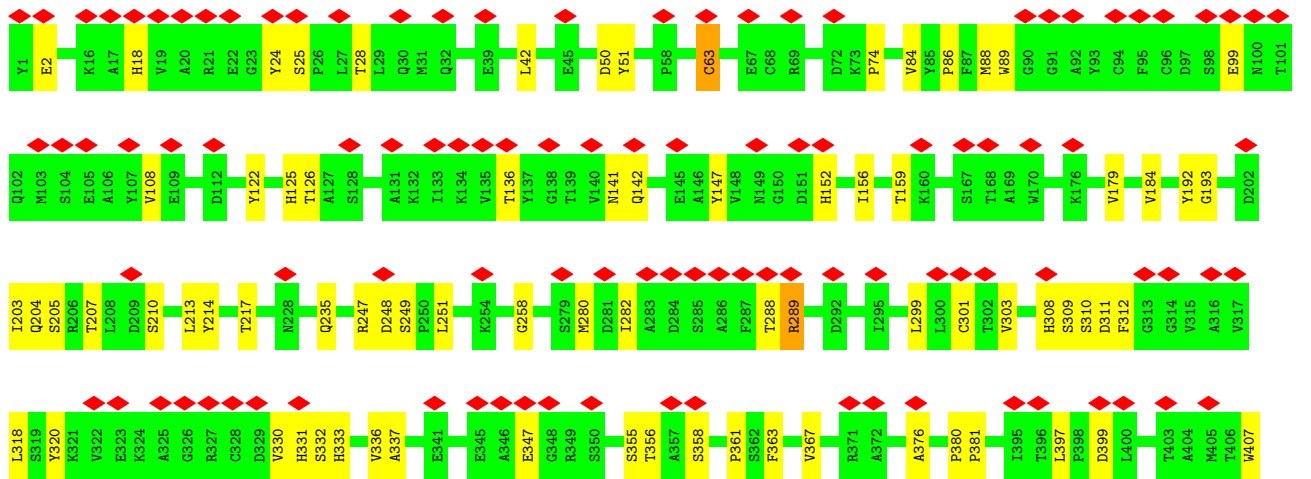 Y1 E2 K16 A17 H18 V19 A20 R21 E22 G23 Y24 S25 P26 L27 T28 L29 Q30 M31 Q32 E39 L42 E45 D50 Y51 P58 C63 E67 C68 R69 D72 K73 P74 V84 Y85 P86 F87 M88 W89 G90 G91 A92 Y93 C94 F95 C96 D97 S98 E99 N100 T101
Q102 M103 S104 E105 A106 Y107 V108 E109 D112 Y122 H125 T126 A127 S128 A131 K132 I133 K134 V135 T136 Y137 G138 T139 V140 N141 Q142 E145 A146 Y147 V148 N149 G150 D151 H152 I156 T159 K160 S167 T168 A169 W170 K176 V179 V184 Y192 G193 D202
I203 Q204 S205 R206 T207 L208 D209 S210 L213 Y214 T217 N228 Q235 R247 D248 S249 P250 L251 K254 G258 S279 M280 D281 I282 A283 D284 S285 A286 F287 T288 R289 D292 I295 L299 L300 C301 T302 V303 H308 S309 S310 D311 F312 G313 G314 V315 A316 V317
L318 S319 Y320 K321 V322 E323 K324 A325 G326 R327 C328 D329 V330 H331 S332 H333 V336 A337 E341 E345 A346 E347 G348 R349 S350 S355 T356 A357 S358 P361 S362 F363 V367 R371 A372 A376 P380 P381 I395 T396 L397 P398 D399 L400 T403 A404 M405 T406 W407